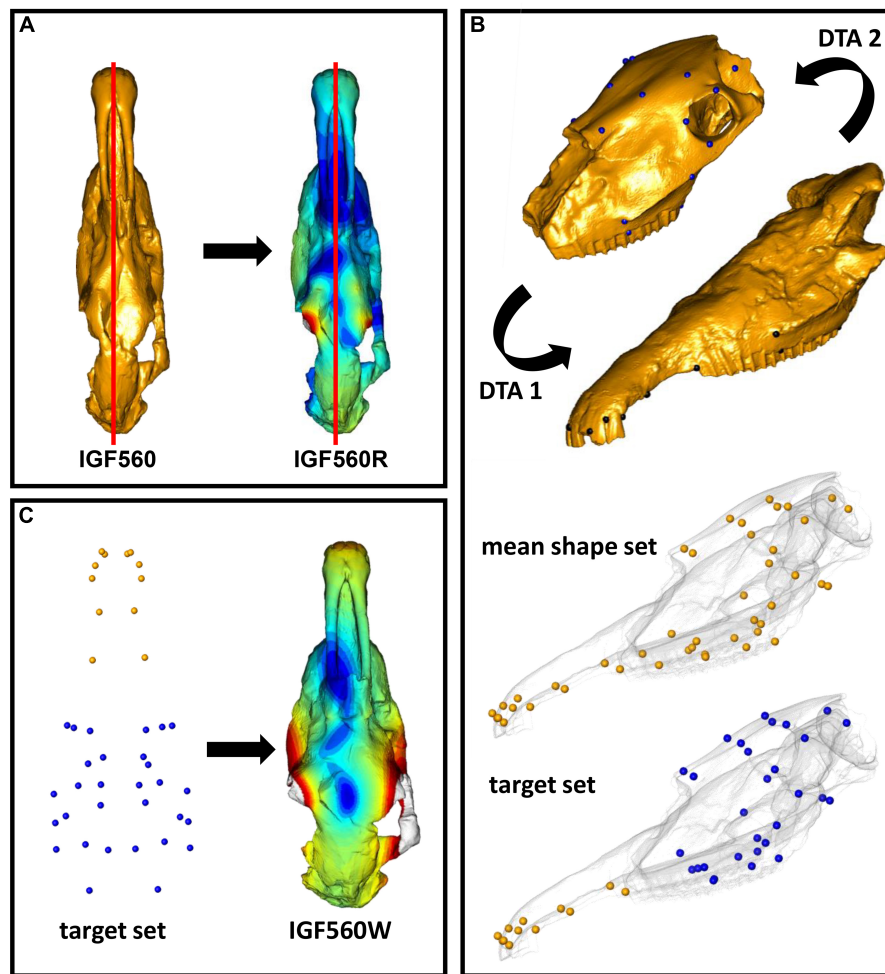 A
IGF560
IGF560R
B
DTA 2
DTA 1
mean shape set
target set
C
target set
IGF560W